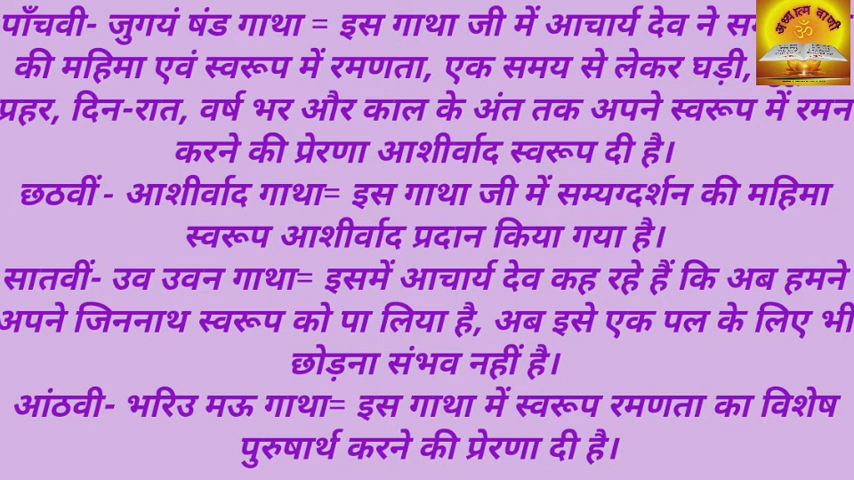 पाँचवी- जुगयं षंड गाथा = इस गाथा जी में आचार्य देव ने
की महिमा एवं स्वरूप में रमणता, एक समय से लेकर घड़ी,
प्रहर, दिन-रात, वर्ष भर और काल के अंत तक अपने स्वरूप में रमन
करने की प्रेरणा आशीर्वाद स्वरूप दी है।
छठवीं - आशीर्वाद गाथा= इस गाथा जी में सम्यग्दर्शन की महिमा
स्वरूप आशीर्वाद प्रदान किया गया है।
सातवीं- उव उवन गाथा= इसमें आचार्य देव कह रहे हैं कि अब हमने
अपने जिननाथ स्वरूप को पा लिया है, अब इसे एक पल के लिए भी
छोड़ना संभव नहीं है।
आंठवी- भरिउ मऊ गाथा= इस गाथा में स्वरूप रमणता का विशेष
पुरुषार्थ करने की प्रेरणा दी है।
अध्यात्म वाणी
ॐ